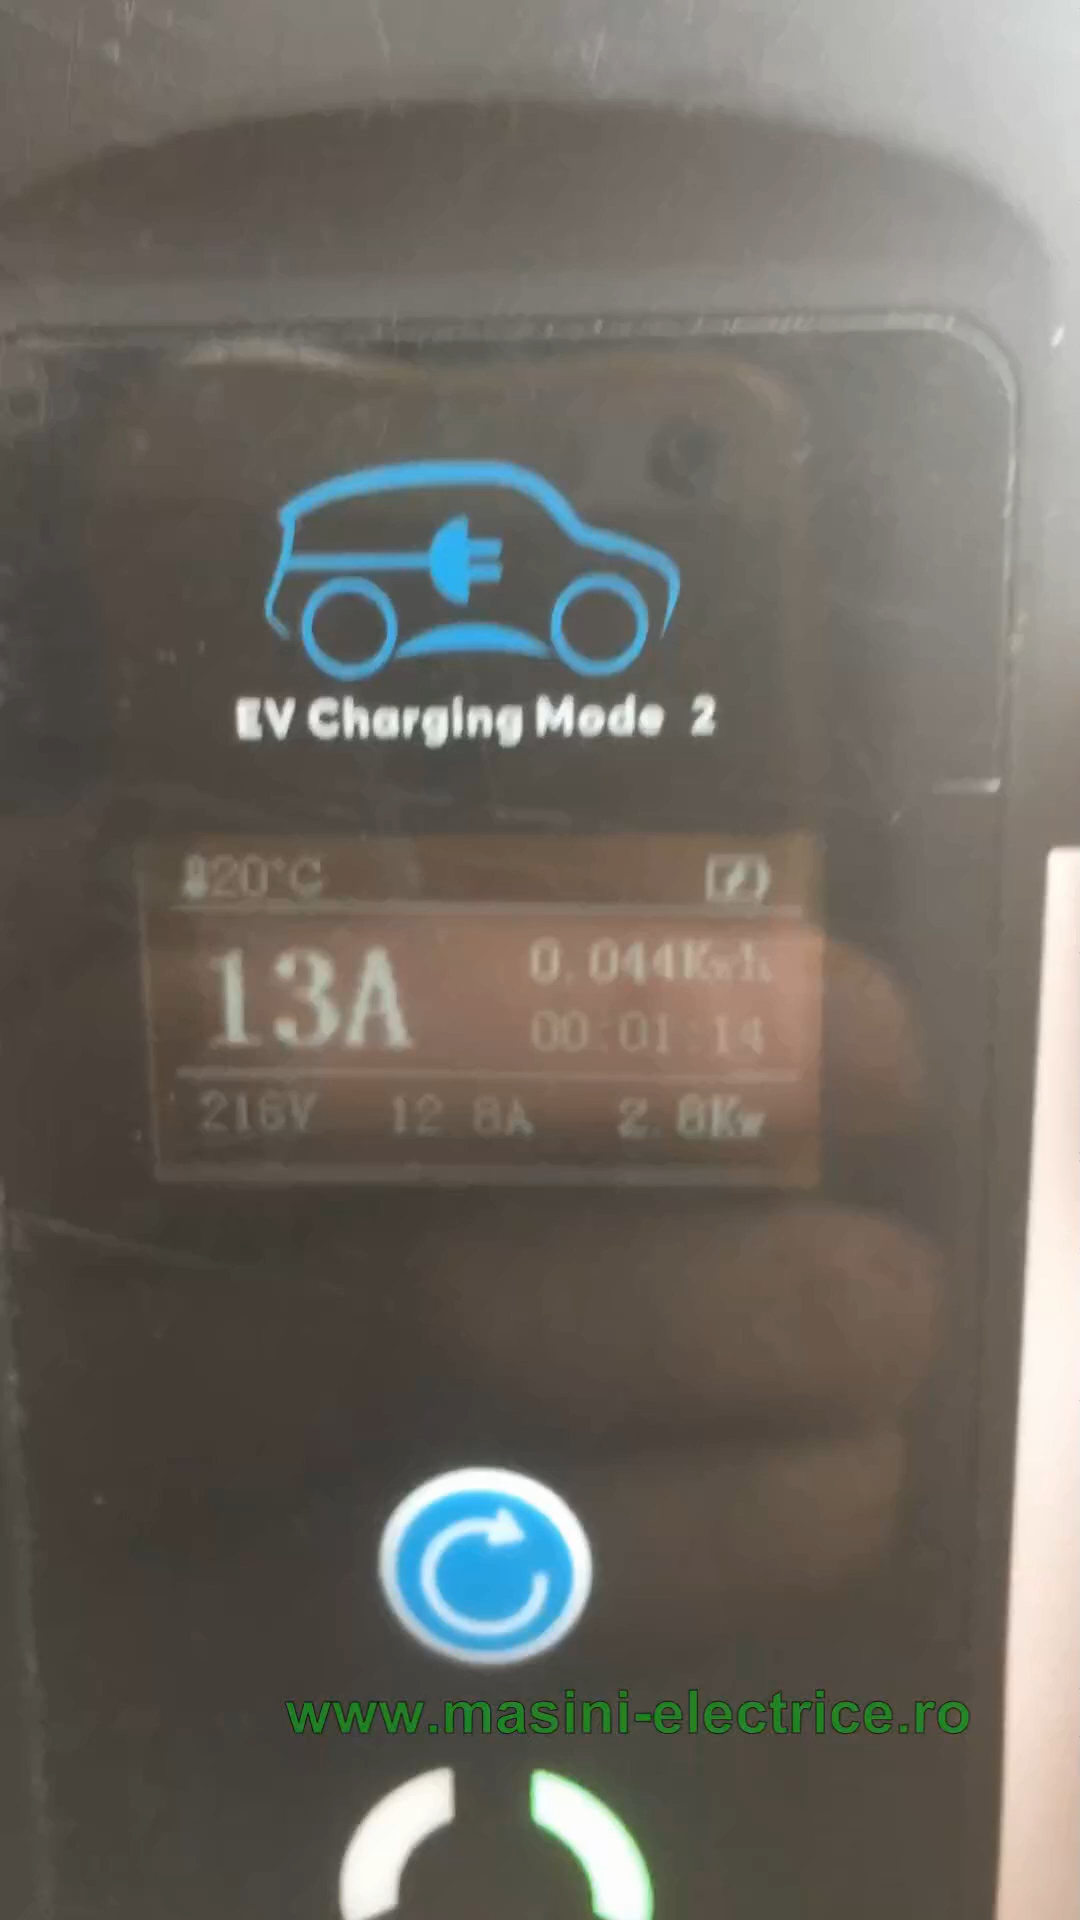 EV Charging Mode 2
20°C
13A
0.044Kwh
00:01:14
216V 12.8A 2.8Kw
www.masini-electrice.ro